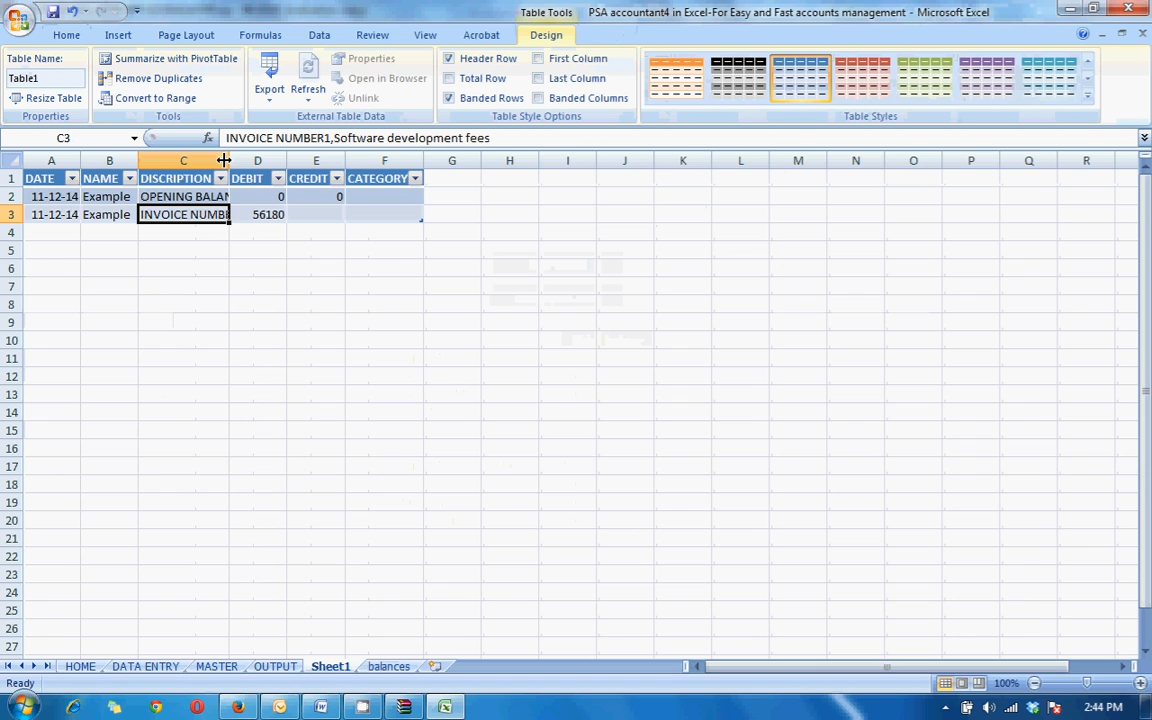 Table Tools
PSA accountant4 in Excel-For Easy and Fast accounts management - Microsoft Excel
Home Insert Page Layout Formulas Data Review View Acrobat Design
Table Name:
Table1
Resize Table
Properties
Summarize with PivotTable
Remove Duplicates
Convert to Range
Tools
Export
Refresh
Properties
Open in Browser
Unlink
External Table Data
Header Row
Total Row
Banded Rows
First Column
Last Column
Banded Columns
Table Style Options
Table Styles
C3 fx INVOICE NUMBER1,Software development fees
A B C D E F G H I J K L M N O P Q R
1 DATE NAME DISCRIPTION DEBIT CREDIT CATEGORY
2 11-12-14 Example OPENING BALAN 0 0
3 11-12-14 Example INVOICE NUMBE 56180
4
5
6
7
8
9
10
11
12
13
14
15
16
17
18
19
20
21
22
23
24
25
26
27
HOME DATA ENTRY MASTER OUTPUT Sheet1 balances
Ready 100%
2:44 PM